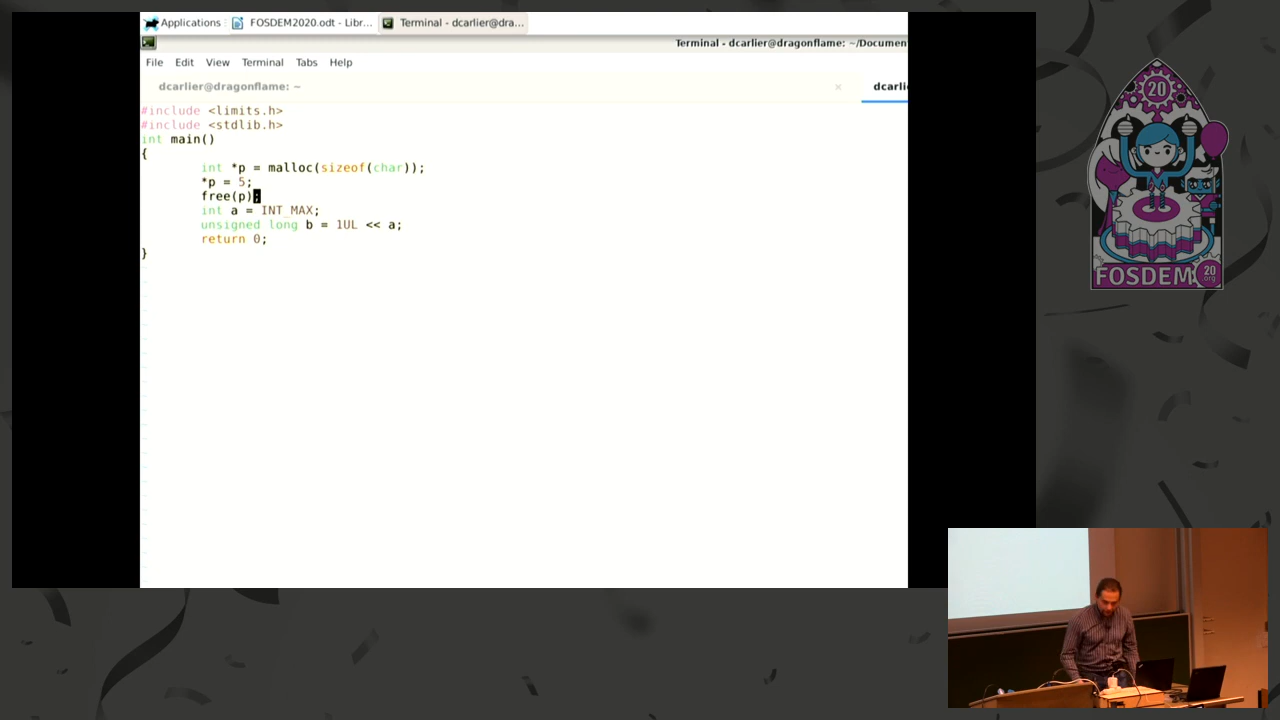 Applications
FOSDEM2020.odt - Libr...
Terminal - dcarlier@dra...
Terminal - dcarlier@dragonflame: ~/Documen
File Edit View Terminal Tabs Help
dcarlier@dragonflame: ~
dcarlie
#include <limits.h>
#include <stdlib.h>
int main()
{
int *p = malloc(sizeof(char));
*p = 5;
free(p);
int a = INT_MAX;
unsigned long b = 1UL << a;
return 0;
}
20
FOSDEM
20
.org